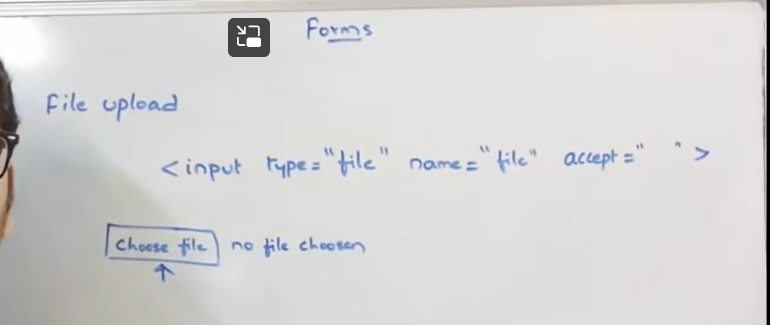 Forms
File upload
<input type="file" name="file" accept=" ">
Choose file no file choosen